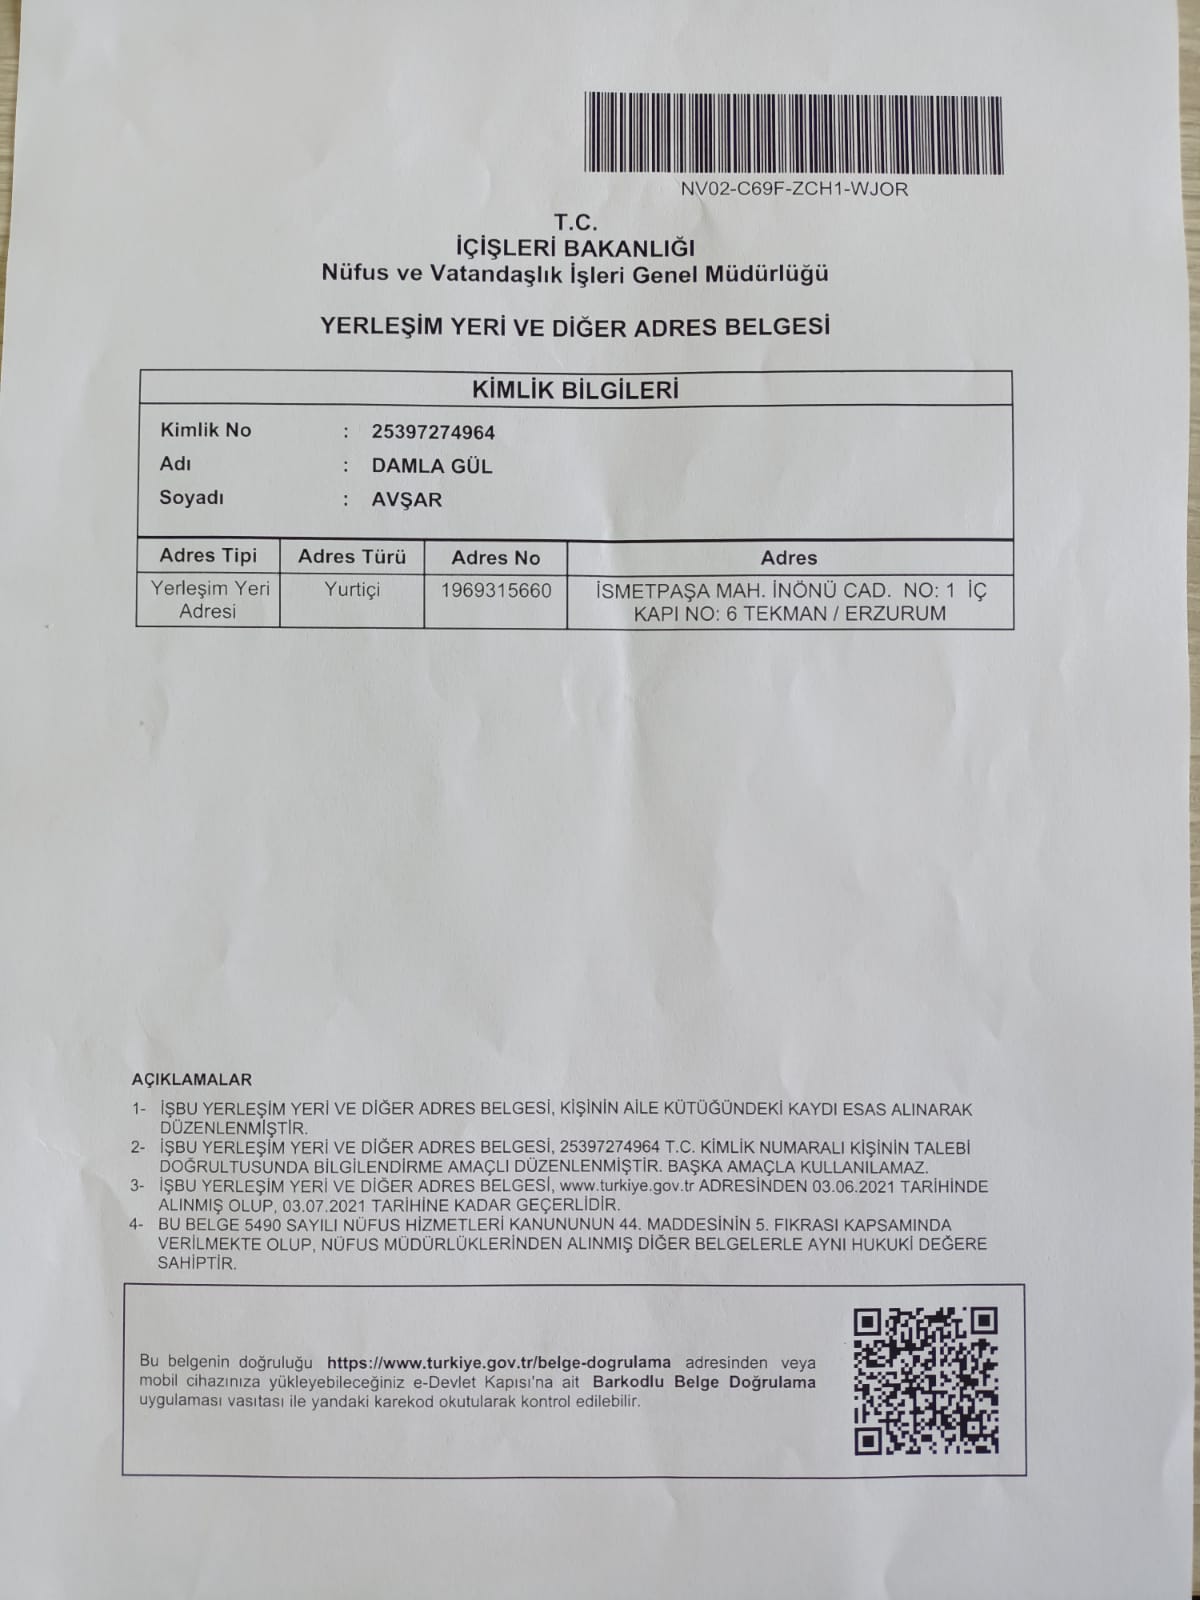 NV02-C69F-ZCH1-WJOR
T.C.
İÇİŞLERİ BAKANLIĞI
Nüfus ve Vatandaşlık İşleri Genel Müdürlüğü
YERLEŞİM YERİ VE DİĞER ADRES BELGESİ
KİMLİK BİLGİLERİ
Kimlik No : 25397274964
Adı : DAMLA GÜL
Soyadı : AVŞAR
Adres Tipi Adres Türü Adres No Adres
Yerleşim Yeri Yurtiçi 1969315660 İSMETPAŞA MAH. İNÖNÜ CAD. NO: 1 İÇ
Adresi KAPI NO: 6 TEKMAN / ERZURUM
AÇIKLAMALAR
1- İŞBU YERLEŞİM YERİ VE DİĞER ADRES BELGESİ, KİŞİNİN AİLE KÜTÜĞÜNDEKİ KAYDI ESAS ALINARAK
DÜZENLENMİŞTİR.
2- İŞBU YERLEŞİM YERİ VE DİĞER ADRES BELGESİ, 25397274964 T.C. KİMLİK NUMARALI KİŞİNİN TALEBİ
DOĞRULTUSUNDA BİLGİLENDİRME AMAÇLI DÜZENLENMİŞTİR. BAŞKA AMAÇLA KULLANILAMAZ.
3- İŞBU YERLEŞİM YERİ VE DİĞER ADRES BELGESİ, www.turkiye.gov.tr ADRESİNDEN 03.06.2021 TARİHİNDE
ALINMIŞ OLUP, 03.07.2021 TARİHİNE KADAR GEÇERLİDİR.
4- BU BELGE 5490 SAYILI NÜFUS HİZMETLERİ KANUNUNUN 44. MADDESİNİN 5. FIKRASI KAPSAMINDA
VERİLMEKTE OLUP, NÜFUS MÜDÜRLÜKLERİNDEN ALINMIŞ DİĞER BELGELERLE AYNI HUKUKİ DEĞERE
SAHİPTİR.
Bu belgenin doğruluğu https://www.turkiye.gov.tr/belge-dogrulama adresinden veya
mobil cihazınıza yükleyebileceğiniz e-Devlet Kapısı'na ait Barkodlu Belge Doğrulama
uygulaması vasıtası ile yandaki karekod okutularak kontrol edilebilir.